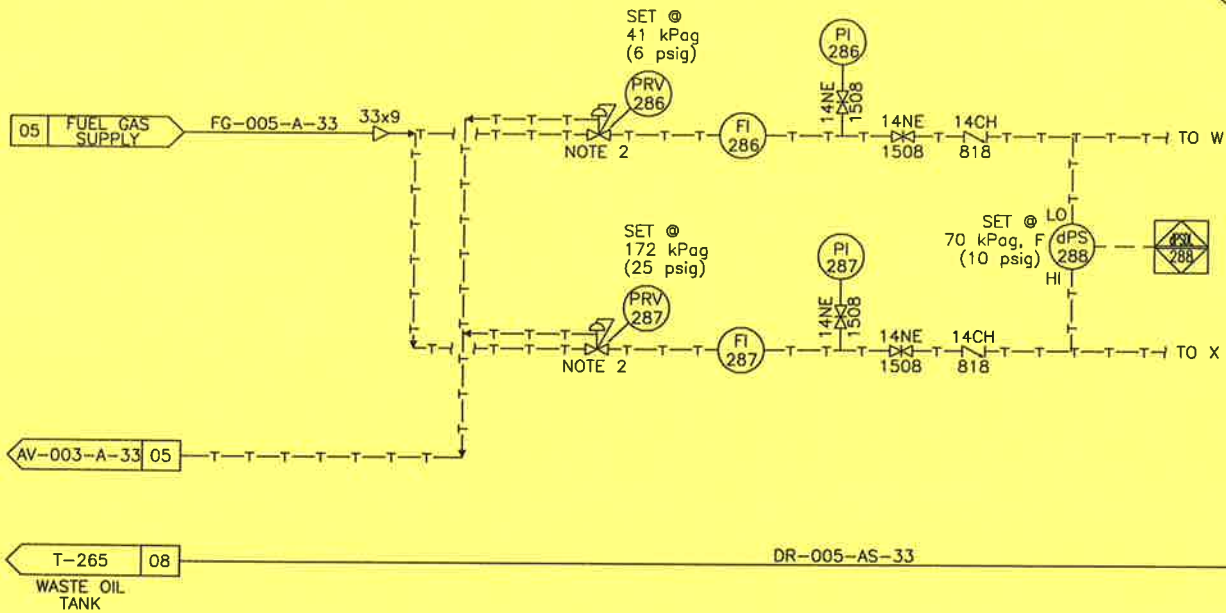 SET @
41 kPag
(6 psig)
PRV
286
PI
286
14NE
1508
05
FUEL GAS
SUPPLY
FG-005-A-33
33x9
NOTE 2
FI
286
14NE
1508
14CH
818
TO W
SET @
172 kPag
(25 psig)
PRV
287
PI
287
14NE
1508
NOTE 2
FI
287
14NE
1508
14CH
818
TO X
SET @
70 kPag, F
(10 psig)
LO
dPS
288
HI
288
T
AV-003-A-33
05
T-265
08
WASTE OIL
TANK
DR-005-AS-33